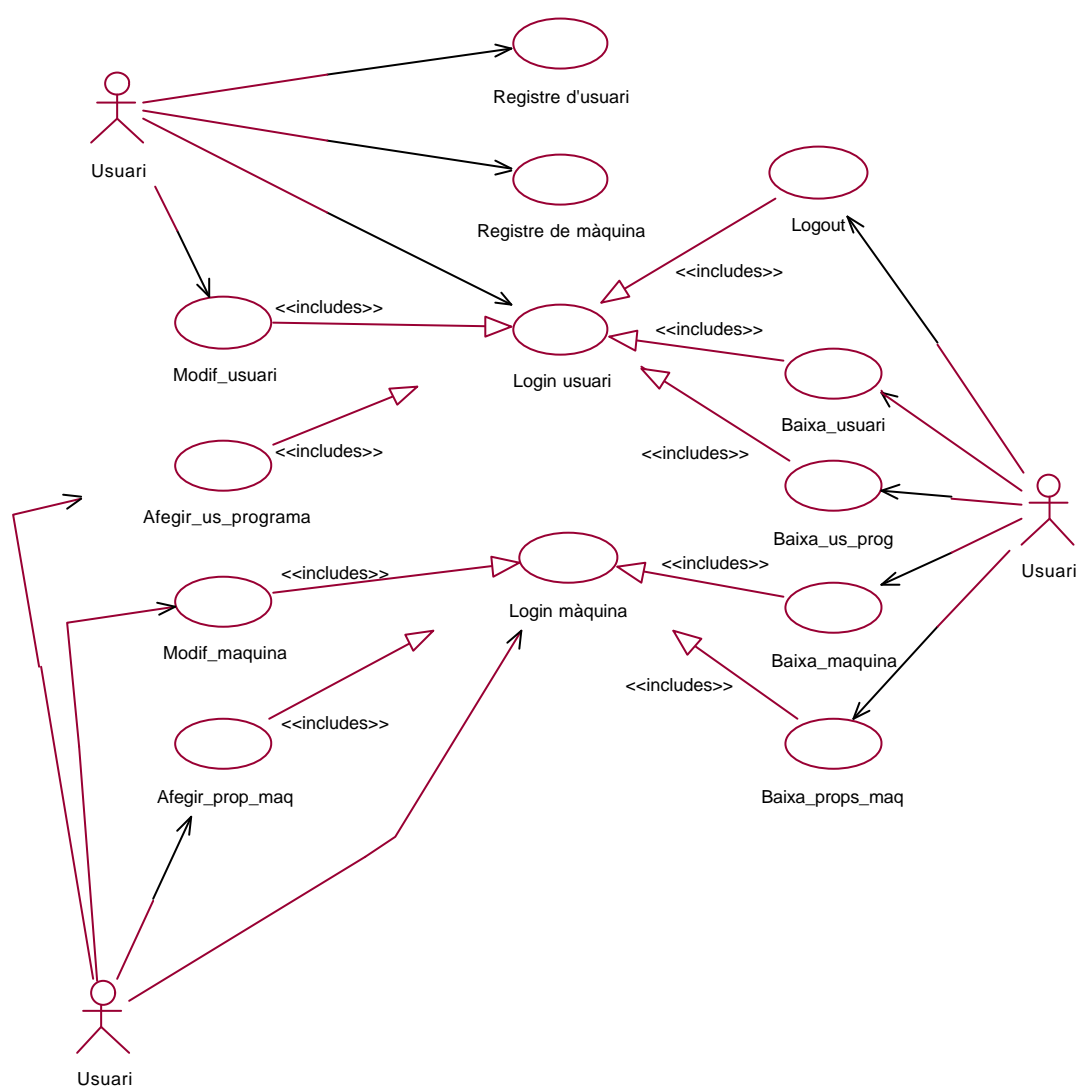 Registre d'usuari
Usuari
Registre de màquina
Logout
<<includes>>
<<includes>>
<<includes>>
Modif_usuari
Login usuari
Baixa_usuari
<<includes>>
<<includes>>
Afegir_us_programa
Baixa_us_prog
Usuari
<<includes>>
<<includes>>
Login màquina
Modif_maquina
Baixa_maquina
<<includes>>
<<includes>>
Afegir_prop_maq
Baixa_props_maq
Usuari